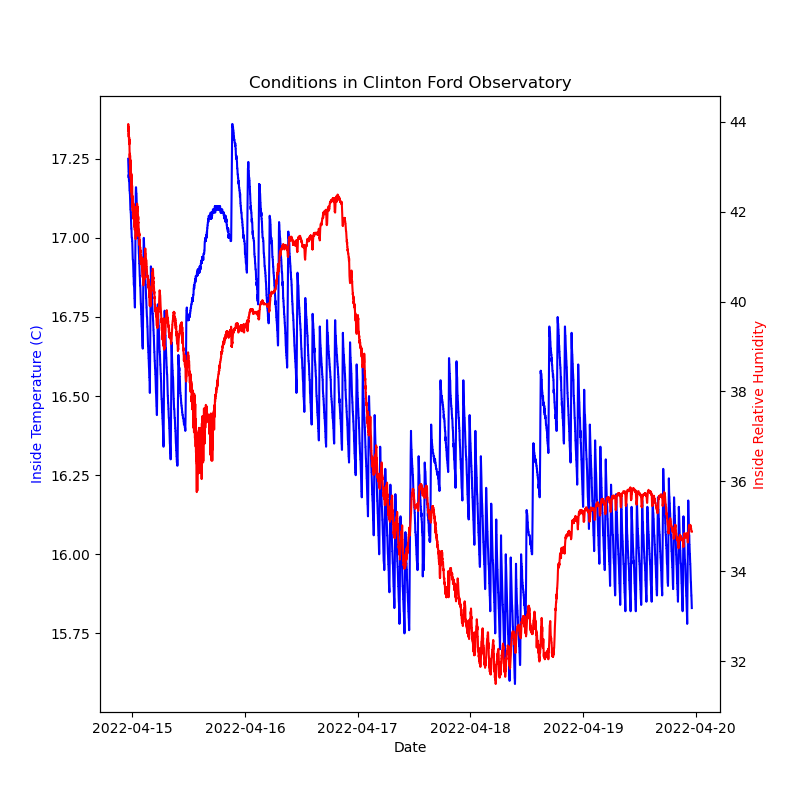 Conditions in Clinton Ford Observatory
17.25
17.00
16.75
16.50
16.25
16.00
15.75
Inside Temperature (C)
44
42
40
38
36
34
32
Inside Relative Humidity
2022-04-15 2022-04-16 2022-04-17 2022-04-18 2022-04-19 2022-04-20
Date